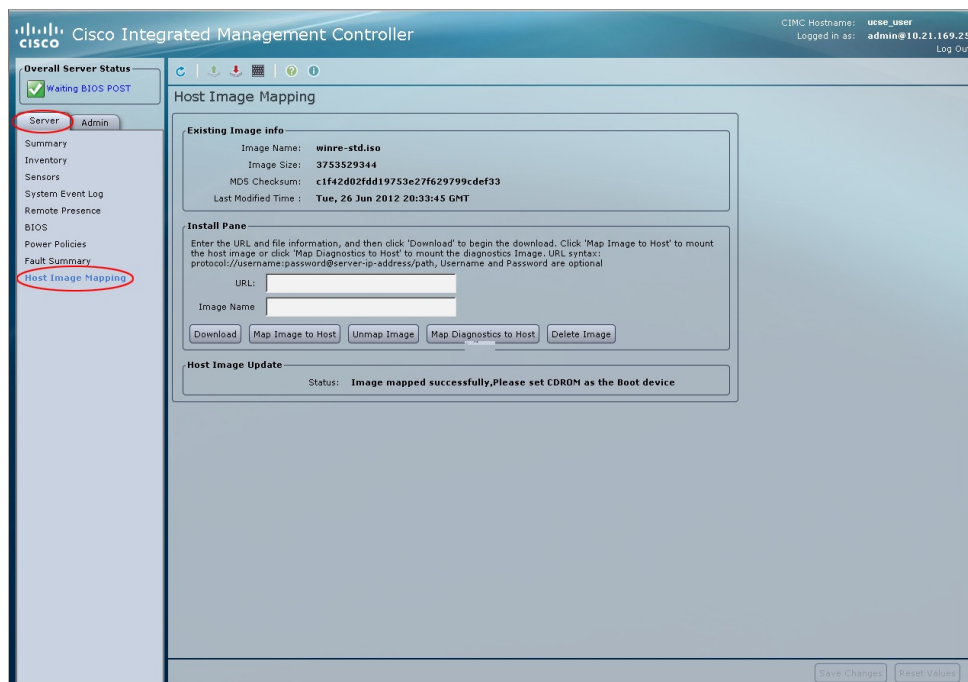 CISCO Cisco Integrated Management Controller
CIMC Hostname: ucse_user
Logged in as: admin@10.21.169.25
Log Out
Overall Server Status
Waiting BIOS POST
Server Admin
Summary
Inventory
Sensors
System Event Log
Remote Presence
BIOS
Power Policies
Fault Summary
Host Image Mapping
Host Image Mapping
Existing Image info
Image Name: winre-std.iso
Image Size: 3753529344
MD5 Checksum: c1f42d02fdd19753e27f629799cdef33
Last Modified Time : Tue, 26 Jun 2012 20:33:45 GMT
Install Pane
Enter the URL and file information, and then click 'Download' to begin the download. Click 'Map Image to Host' to mount
the host image or click 'Map Diagnostics to Host' to mount the diagnostics Image. URL syntax:
protocol://username:password@server-ip-address/path, Username and Password are optional
URL:
Image Name
Download Map Image to Host Unmap Image Map Diagnostics to Host Delete Image
Host Image Update
Status: Image mapped successfully,Please set CDROM as the Boot device
Save Changes Reset Values